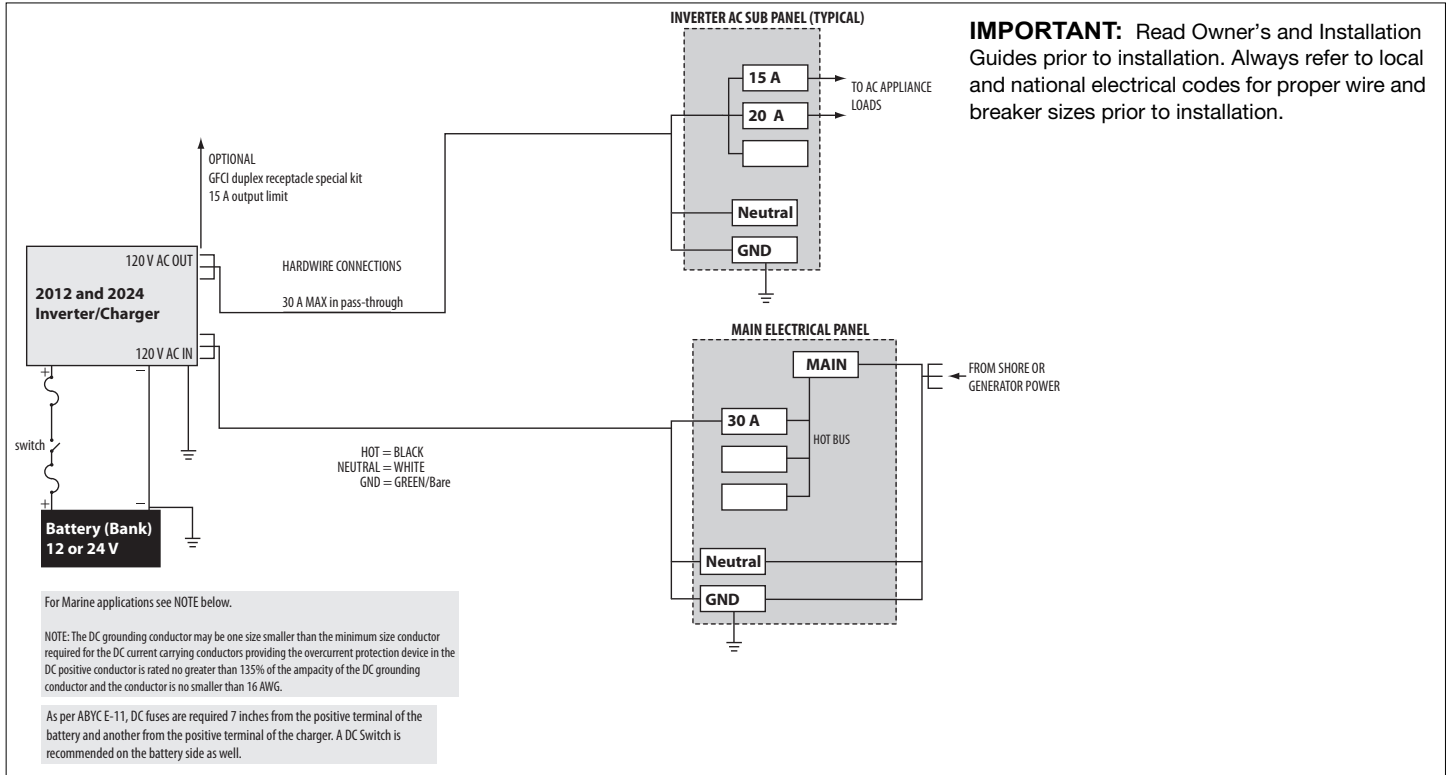 INVERTER AC SUB PANEL (TYPICAL)
15 A
20 A
TO AC APPLIANCE
LOADS
Neutral
GND
IMPORTANT: Read Owner's and Installation
Guides prior to installation. Always refer to local
and national electrical codes for proper wire and
breaker sizes prior to installation.
OPTIONAL
GFCI duplex receptacle special kit
15 A output limit
120 V AC OUT
2012 and 2024
Inverter/Charger
120 V AC IN
HARDWIRE CONNECTIONS
30 A MAX in pass-through
+
–
switch
+
–
Battery (Bank)
12 or 24 V
HOT = BLACK
NEUTRAL = WHITE
GND = GREEN/Bare
MAIN ELECTRICAL PANEL
MAIN
30 A
HOT BUS
Neutral
GND
FROM SHORE OR
GENERATOR POWER
For Marine applications see NOTE below.
NOTE: The DC grounding conductor may be one size smaller than the minimum size conductor
required for the DC current carrying conductors providing the overcurrent protection device in the
DC positive conductor is rated no greater than 135% of the ampacity of the DC grounding
conductor and the conductor is no smaller than 16 AWG.
As per ABYC E-11, DC fuses are required 7 inches from the positive terminal of the
battery and another from the positive terminal of the charger. A DC Switch is
recommended on the battery side as well.